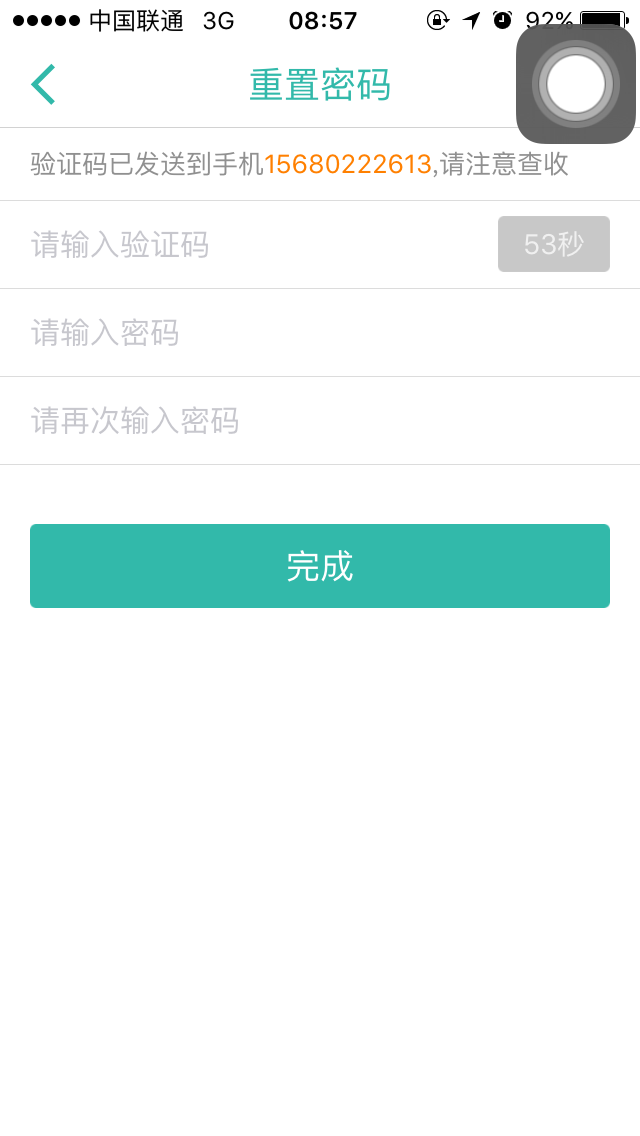 中国联通 3G 08:57 92%
重置密码
验证码已发送到手机15680222613,请注意查收
请输入验证码 53秒
请输入密码
请再次输入密码
完成